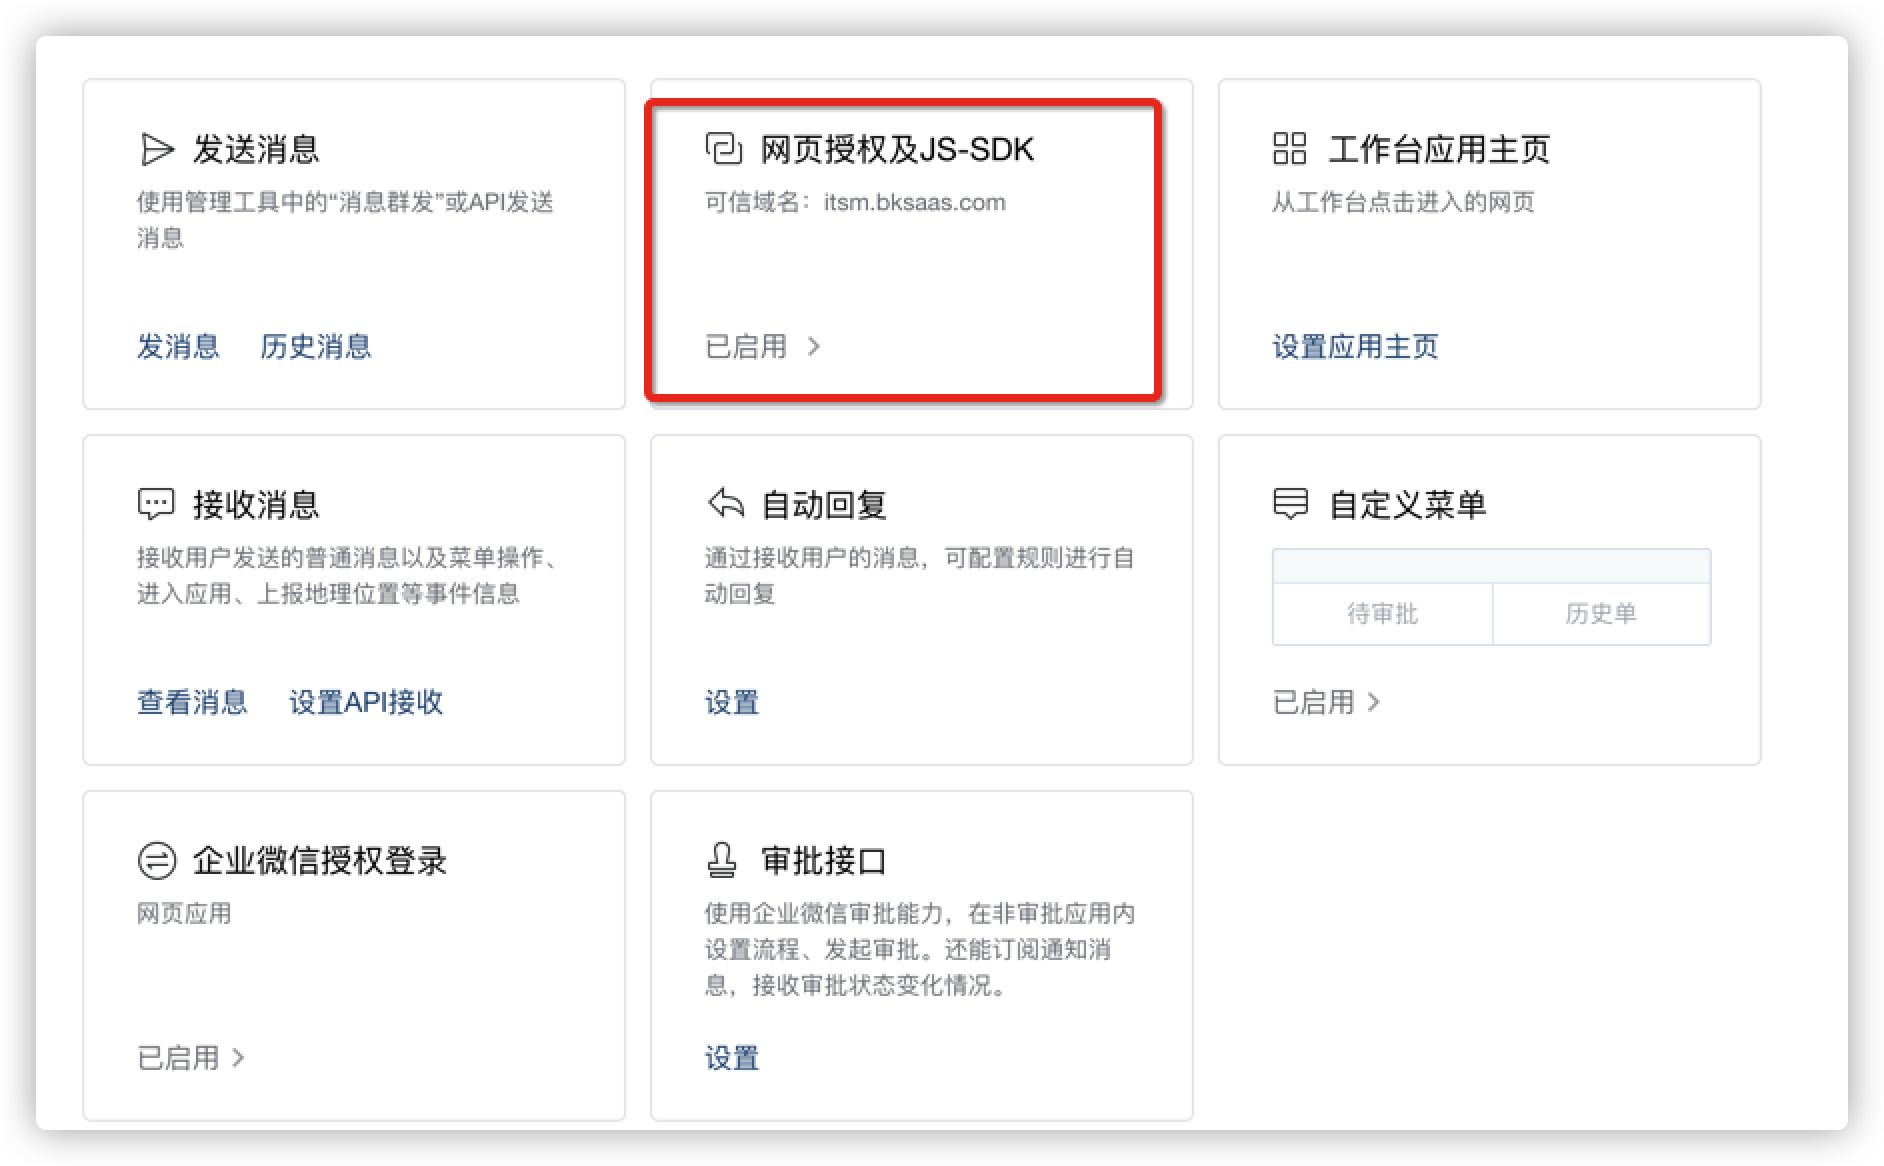 发送消息
使用管理工具中的“消息群发”或API发送
消息
发消息 历史消息
网页授权及JS-SDK
可信域名：itsm.bksaas.com
已启用 >
工作台应用主页
从工作台点击进入的网页
设置应用主页
接收消息
接收用户发送的普通消息以及菜单操作、
进入应用、上报地理位置等事件信息
查看消息 设置API接收
自动回复
通过接收用户的消息，可配置规则进行自
动回复
设置
自定义菜单
待审批 历史单
已启用 >
企业微信授权登录
网页应用
已启用 >
审批接口
使用企业微信审批能力，在非审批应用内
设置流程、发起审批。还能订阅通知消
息，接收审批状态变化情况。
设置